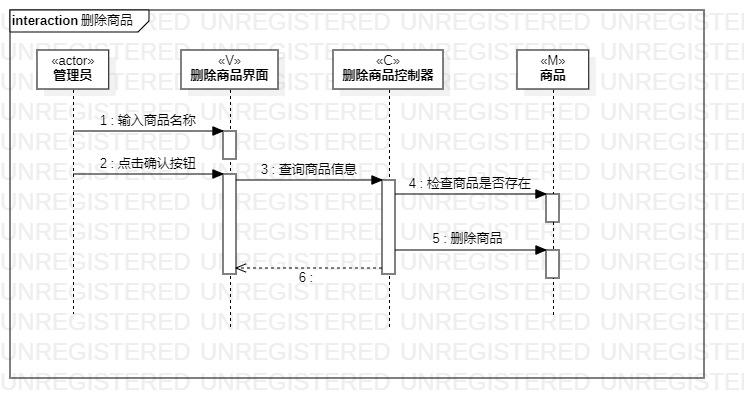 UNREGISTERED UNREGISTERED UNREGISTERED UNREGISTERED
interaction 删除商品
«actor»
管理员
«V»
删除商品界面
«C»
删除商品控制器
«M»
商品
1 : 输入商品名称
2 : 点击确认按钮
3 : 查询商品信息
4 : 检查商品是否存在
5 : 删除商品
6 :